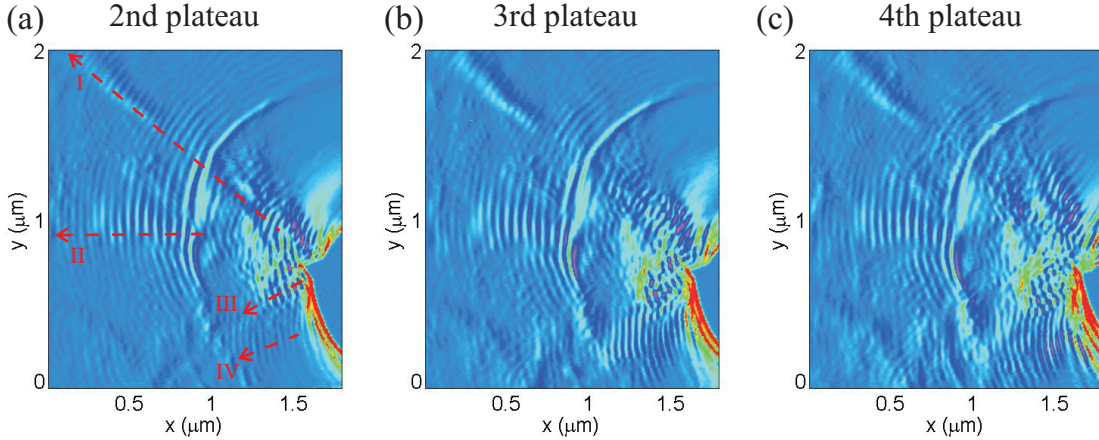 (a) 2nd plateau
(b) 3rd plateau
(c) 4th plateau
2
I
y (μm)
1
II
III
IV
0
0.5
1
1.5
x (μm)
2
y (μm)
1
0
0.5
1
1.5
x (μm)
2
y (μm)
1
0
0.5
1
1.5
x (μm)